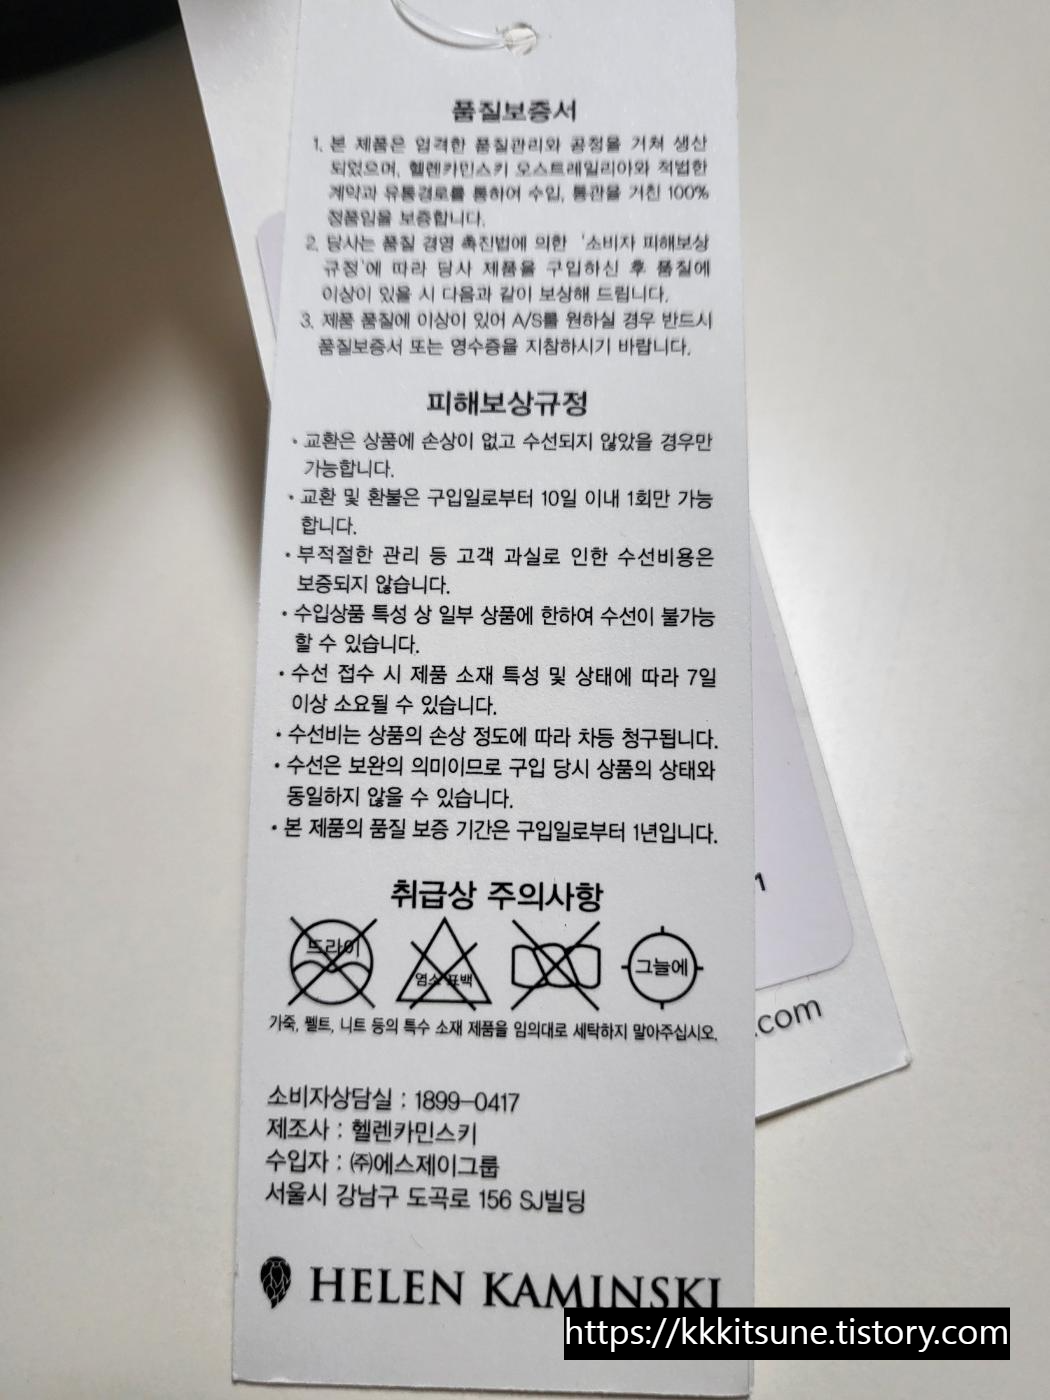 품질보증서
1. 본 제품은 엄격한 품질관리와 공정을 거쳐 생산
되었으며, 헬렌카민스키 오스트레일리아와 적법한
계약과 유통경로를 통하여 수입, 통관을 거친 100%
정품임을 보증합니다.
2. 당사는 품질 경영 촉진법에 의한 '소비자 피해보상
규정'에 따라 당사 제품을 구입하신 후 품질에
이상이 있을 시 다음과 같이 보상해 드립니다.
3. 제품 품질에 이상이 있어 A/S를 원하실 경우 반드시
품질보증서 또는 영수증을 지참하시기 바랍니다.
피해보상규정
• 교환은 상품에 손상이 없고 수선되지 않았을 경우만
가능합니다.
• 교환 및 환불은 구입일로부터 10일 이내 1회만 가능
합니다.
• 부적절한 관리 등 고객 과실로 인한 수선비용은
보증되지 않습니다.
• 수입상품 특성 상 일부 상품에 한하여 수선이 불가능
할 수 있습니다.
• 수선 접수 시 제품 소재 특성 및 상태에 따라 7일
이상 소요될 수 있습니다.
• 수선비는 상품의 손상 정도에 따라 차등 청구됩니다.
• 수선은 보완의 의미이므로 구입 당시 상품의 상태와
동일하지 않을 수 있습니다.
• 본 제품의 품질 보증 기간은 구입일로부터 1년입니다.
취급상 주의사항
드라이
염소 표백
그늘에
가죽, 펠트, 니트 등의 특수 소재 제품을 임의대로 세탁하지 말아주십시오.
소비자상담실 : 1899-0417
제조사 : 헬렌카민스키
수입자 : ㈜에스제이그룹
서울시 강남구 도곡로 156 SJ빌딩
HELEN KAMINSKI
1
.com
https://kkkitsune.tistory.com